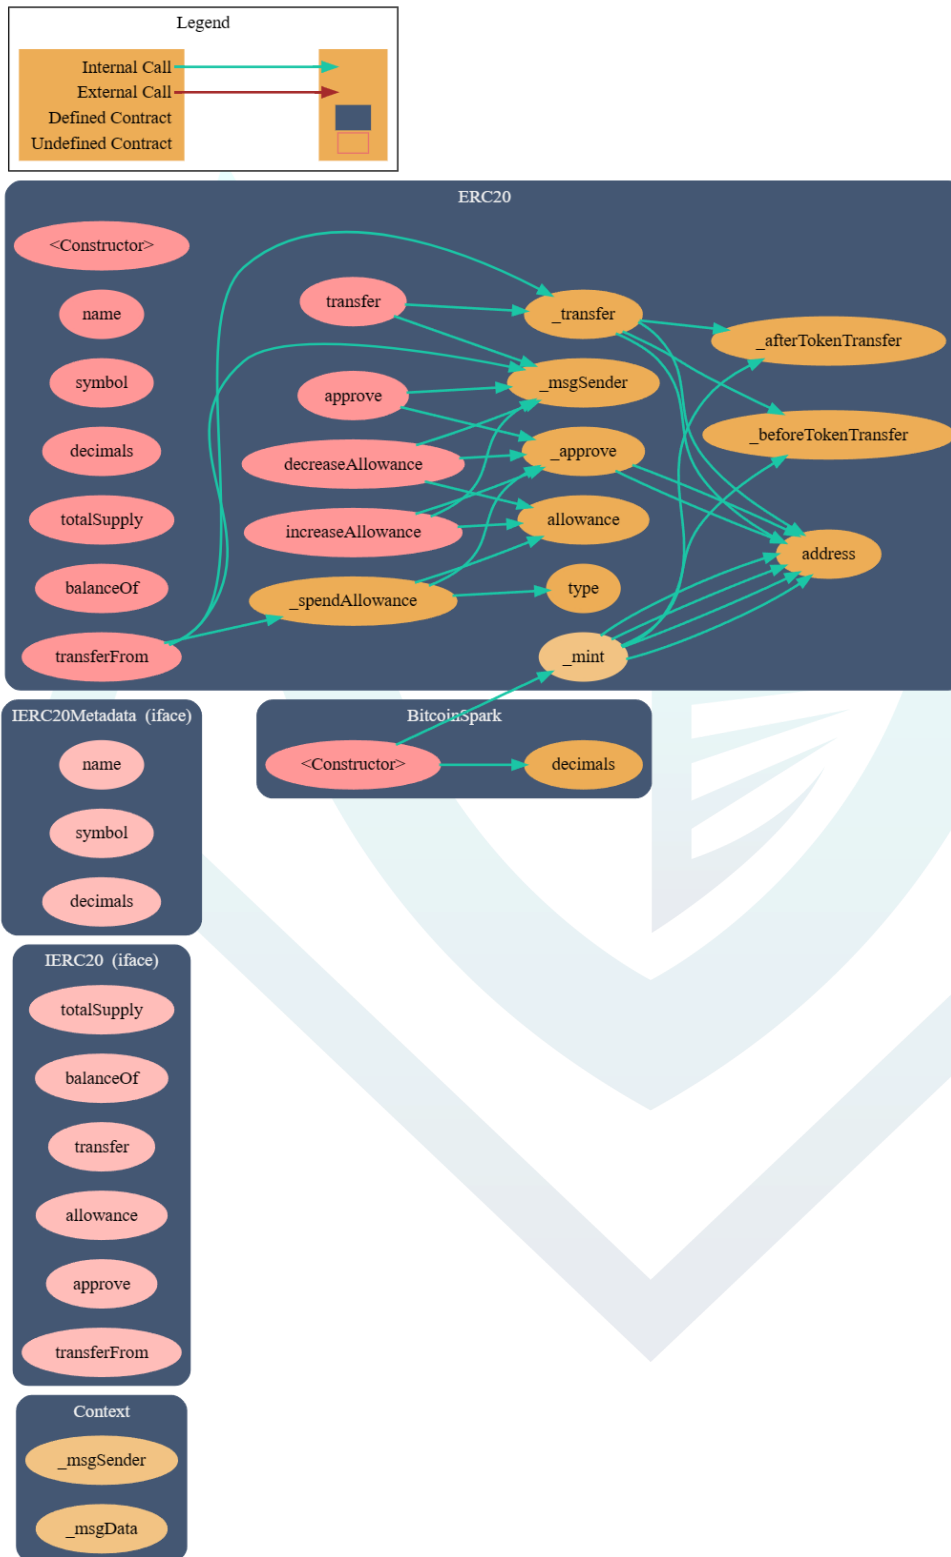 Legend
Internal Call
External Call
Defined Contract
Undefined Contract
ERC20
<Constructor>
name
symbol
decimals
totalSupply
balanceOf
transferFrom
transfer
approve
decreaseAllowance
increaseAllowance
_spendAllowance
_transfer
_msgSender
_approve
allowance
type
_mint
_afterTokenTransfer
_beforeTokenTransfer
address
IERC20Metadata (iface)
name
symbol
decimals
BitcoinSpark
<Constructor>
decimals
IERC20 (iface)
totalSupply
balanceOf
transfer
allowance
approve
transferFrom
Context
_msgSender
_msgData